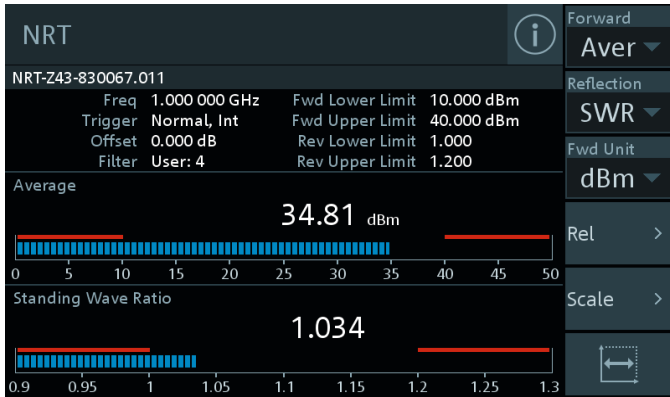 NRT
i
Forward
Aver
NRT-Z43-830067.011
Reflection
SWR
Freq 1.000 000 GHz Fwd Lower Limit 10.000 dBm
Trigger Normal, Int Fwd Upper Limit 40.000 dBm
Offset 0.000 dB Rev Lower Limit 1.000
Filter User: 4 Rev Upper Limit 1.200
Fwd Unit
dBm
Average
34.81 dBm
0 5 10 15 20 25 30 35 40 45 50
Rel >
Standing Wave Ratio
1.034
0.9 0.95 1 1.05 1.1 1.15 1.2 1.25 1.3
Scale >